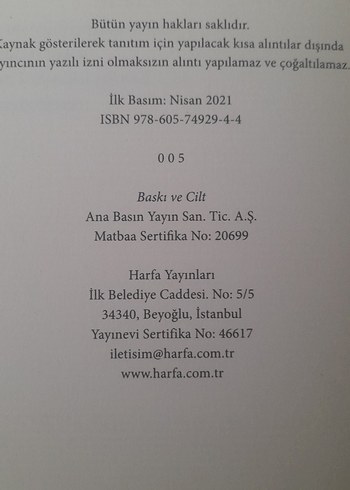 Bütün yayın hakları saklıdır.
Kaynak gösterilerek tanıtım için yapılacak kısa alıntılar dışında
yıncının yazılı izni olmaksızın alıntı yapılamaz ve çoğaltılamaz.
İlk Basım: Nisan 2021
ISBN 978-605-74929-4-4
0 0 5
Baskı ve Cilt
Ana Basın Yayın San. Tic. A.Ş.
Matbaa Sertifika No: 20699
Harfa Yayınları
İlk Belediye Caddesi. No: 5/5
34340, Beyoğlu, İstanbul
Yayınevi Sertifika No: 46617
iletisim@harfa.com.tr
www.harfa.com.tr